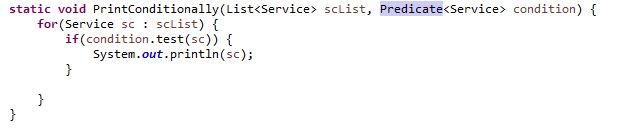 static void PrintConditionally(List<Service> scList, Predicate<Service> condition) {
    for(Service sc : scList) {
        if(condition.test(sc)) {
            System.out.println(sc);
        }

    }
}